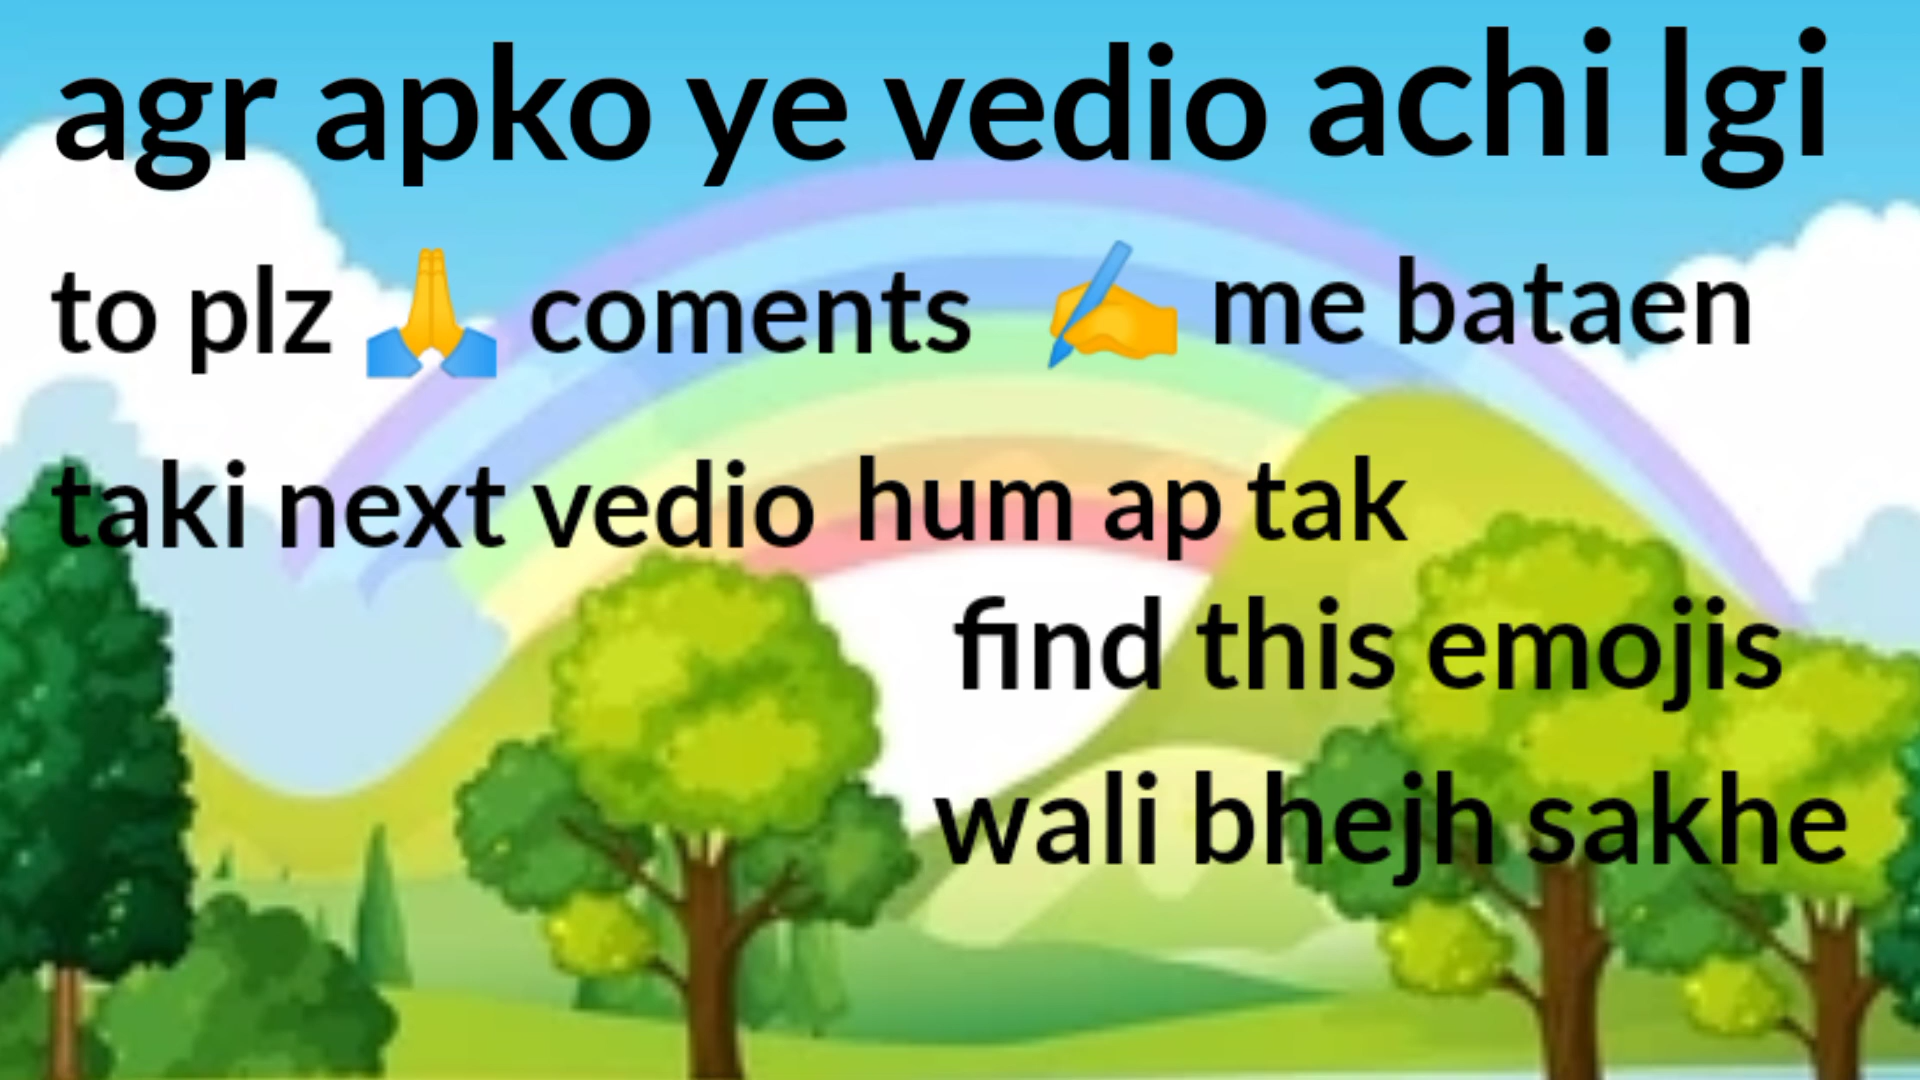 agr apko ye vedio achi lgi
to plz 🙏 coments ✍️ me bataen
taki next vedio hum ap tak
find this emojis
wali bhejh sakhe